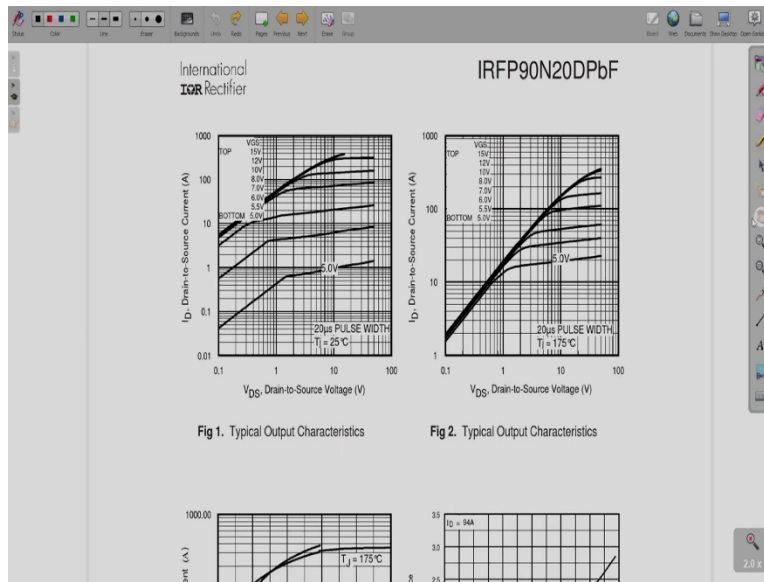 Stylus
Color
Line
Eraser
Backgrounds
Undo
Redo
Pages
Previous
Next
Erase
Group
Board
Web
Documents
Show Desktop
Open-Sankoré
International
IOR Rectifier
IRFP90N20DPbF
1000
100
10
1
0.1
0.01
VGS
TOP 15V
12V
10V
8.0V
7.0V
6.0V
5.5V
BOTTOM 5.0V
5.0V
20µs PULSE WIDTH
Tj = 25°C
0.1 1 10 100
ID, Drain-to-Source Current (A)
VDS, Drain-to-Source Voltage (V)
Fig 1. Typical Output Characteristics
1000
100
10
1
VGS
TOP 15V
12V
10V
8.0V
7.0V
6.0V
5.5V
BOTTOM 5.0V
5.0V
20µs PULSE WIDTH
Tj = 175°C
0.1 1 10 100
ID, Drain-to-Source Current (A)
VDS, Drain-to-Source Voltage (V)
Fig 2. Typical Output Characteristics
1000.00
TJ = 175°C
3.5
3.0
2.5
ID = 94A
2.0 x